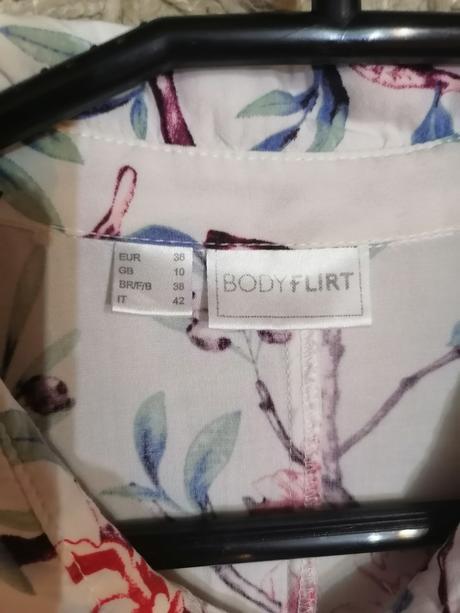 EUR 36
GB 10
BR/F/B 38
IT 42
BODYFLIRT